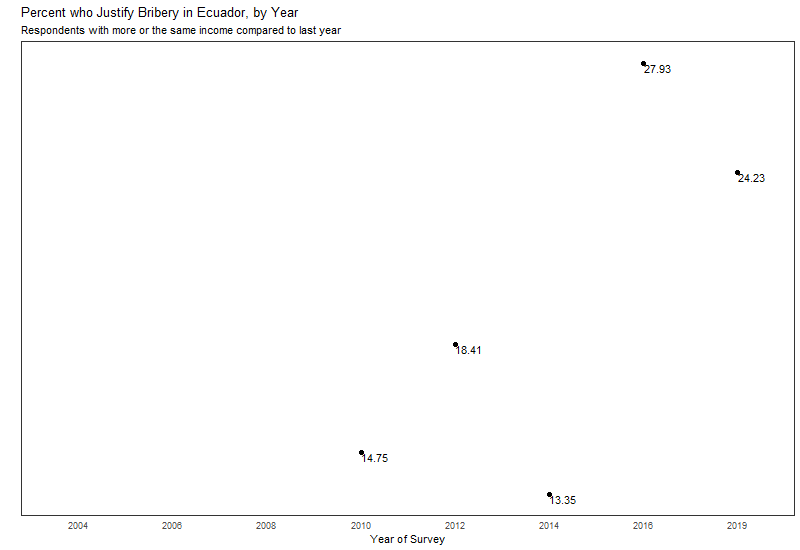 Percent who Justify Bribery in Ecuador, by Year
Respondents with more or the same income compared to last year
27.93
24.23
18.41
14.75
13.35
2004 2006 2008 2010 2012 2014 2016 2019
Year of Survey